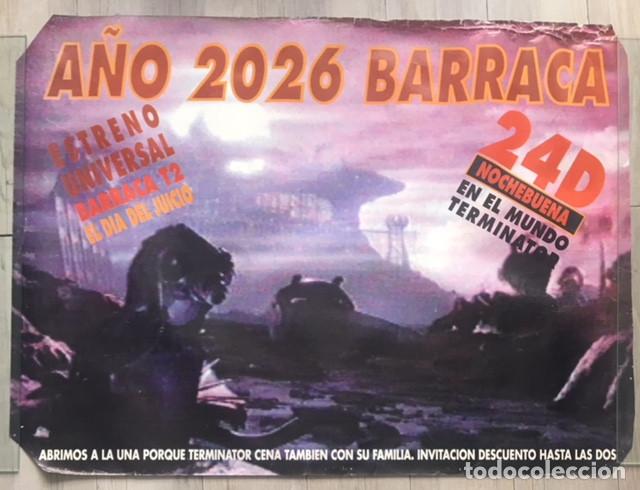 AÑO 2026 BARRACA
ESTRENO
UNIVERSAL
BARRACA T2
EL DIA DEL JUICIO
24D
NOCHEBUENA
EN EL MUNDO
TERMINATOR
ABRIMOS A LA UNA PORQUE TERMINATOR CENA TAMBIEN CON SU FAMILIA. INVITACION DESCUENTO HASTA LAS DOS
todocoleccion